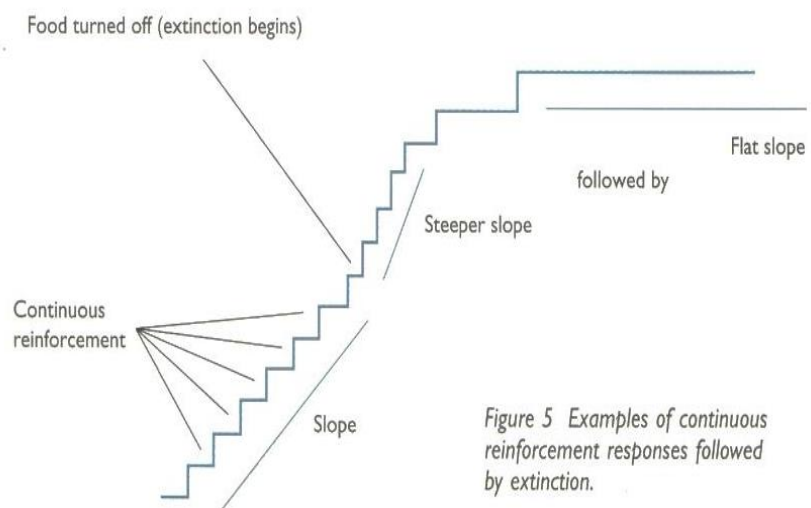 Food turned off (extinction begins)
Flat slope
followed by
Steeper slope
Continuous
reinforcement
Slope
Figure 5 Examples of continuous
reinforcement responses followed
by extinction.